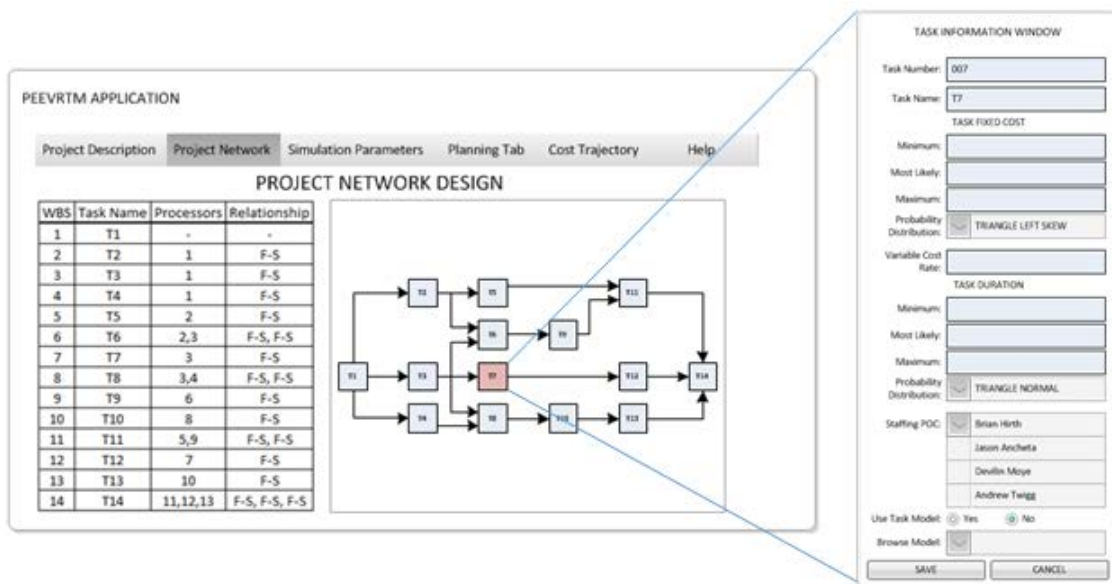 PEEVRTM APPLICATION
Project Description Project Network Simulation Parameters Planning Tab Cost Trajectory Help
PROJECT NETWORK DESIGN
WBS Task Name Processors Relationship
1 T1 - -
2 T2 1 F-S
3 T3 1 F-S
4 T4 1 F-S
5 T5 2 F-S
6 T6 2,3 F-S, F-S
7 T7 3 F-S
8 T8 3,4 F-S, F-S
9 T9 6 F-S
10 T10 8 F-S
11 T11 5,9 F-S, F-S
12 T12 7 F-S
13 T13 10 F-S
14 T14 11,12,13 F-S, F-S, F-S
T2 T5 T11
T6 T9
T1 T3 T7 T12 T14
T4 T8 T10 T13
TASK INFORMATION WINDOW
Task Number: 007
Task Name: T7
TASK FIXED COST
Minimum:
Most Likely:
Maximum:
Probability
Distribution: TRIANGLE LEFT SKEW
Variable Cost
Rate:
TASK DURATION
Minimum:
Most Likely:
Maximum:
Probability
Distribution: TRIANGLE NORMAL
Staffing POC: Brian Hirth
Jason Ancheta
Devilin Moye
Andrew Twigg
Use Task Model: Yes No
Browse Model:
SAVE CANCEL